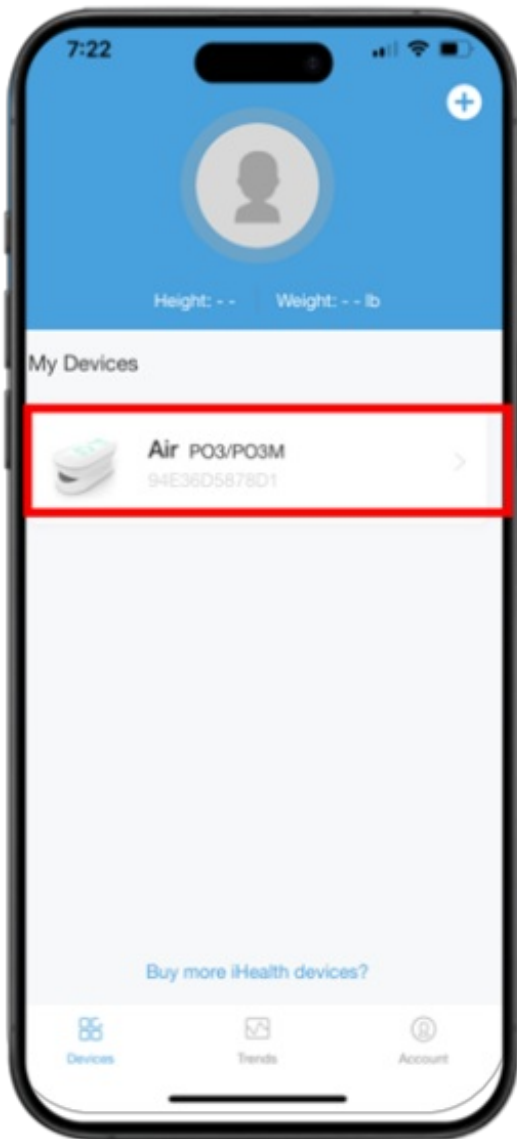 7:22
Height: - - Weight: - - lb
My Devices
Air PO3/PO3M
94E36D5878D1
Buy more iHealth devices?
Devices Trends Account